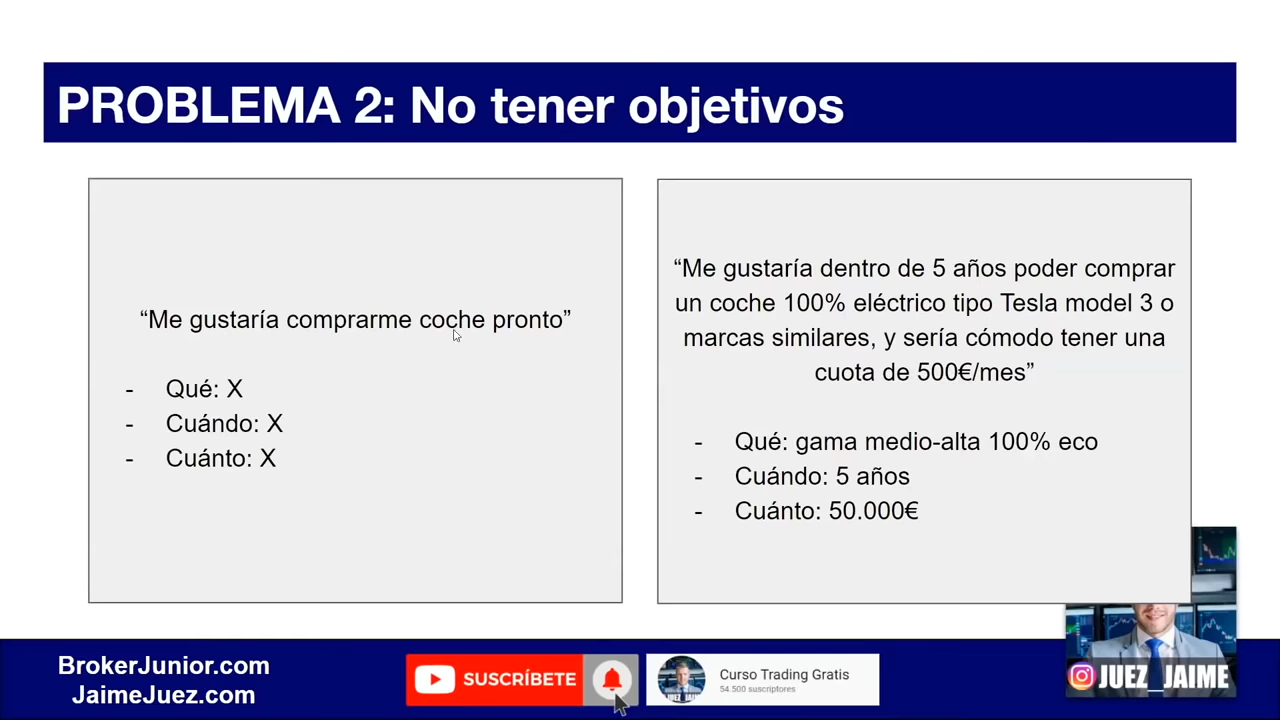 PROBLEMA 2: No tener objetivos
“Me gustaría comprarme coche pronto”
- Qué: X
- Cuándo: X
- Cuánto: X
“Me gustaría dentro de 5 años poder comprar
un coche 100% eléctrico tipo Tesla model 3 o
marcas similares, y sería cómodo tener una
cuota de 500€/mes”
- Qué: gama medio-alta 100% eco
- Cuándo: 5 años
- Cuánto: 50.000€
BrokerJunior.com
JaimeJuez.com
SUSCRÍBETE
Curso Trading Gratis
54.500 suscriptores
JUEZ_JAIME